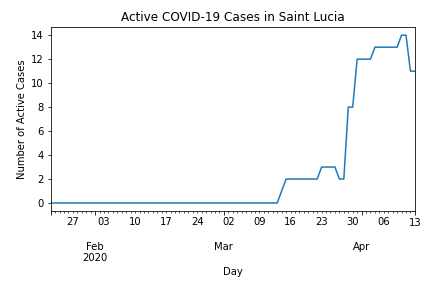 Active COVID-19 Cases in Saint Lucia
Number of Active Cases
14
12
10
8
6
4
2
0
27 03 10 17 24 02 09 16 23 30 06 13
Feb Mar Apr
2020
Day